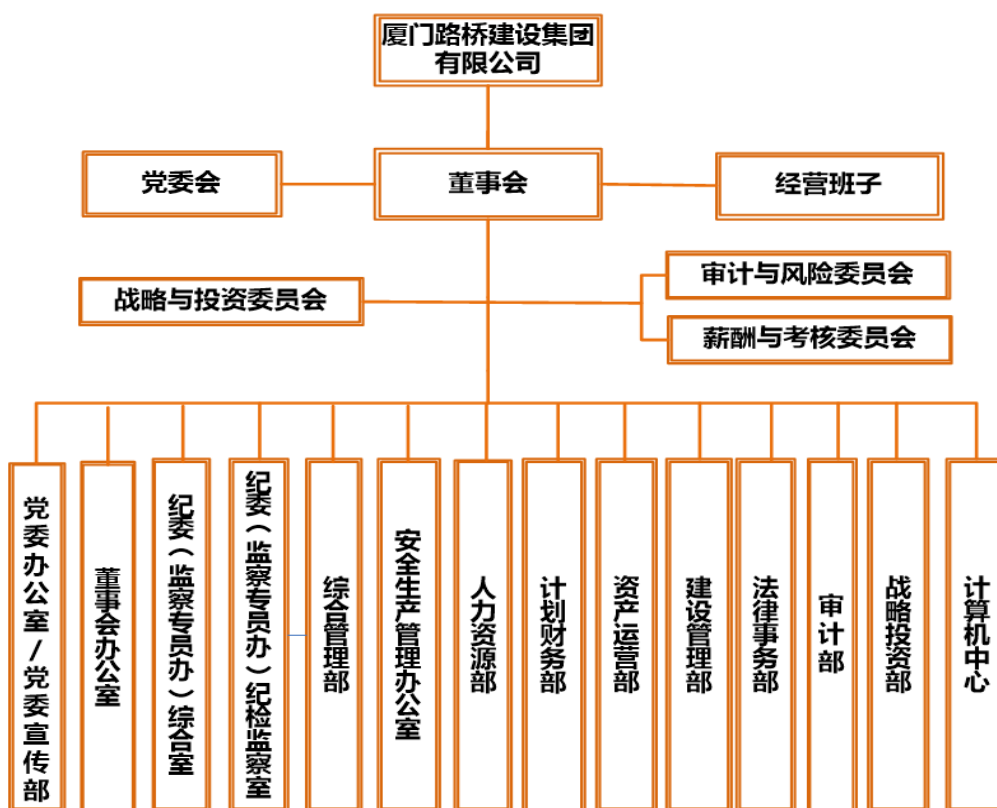 厦门路桥建设集团
有限公司
党委会
董事会
经营班子
战略与投资委员会
审计与风险委员会
薪酬与考核委员会
党委办公室/党委宣传部
董事会办公室
纪委（监察专员办）综合室
纪委（监察专员办）纪检监察室
综合管理部
安全生产管理办公室
人力资源部
计划财务部
资产运营部
建设管理部
法律事务部
审计部
战略投资部
计算机中心